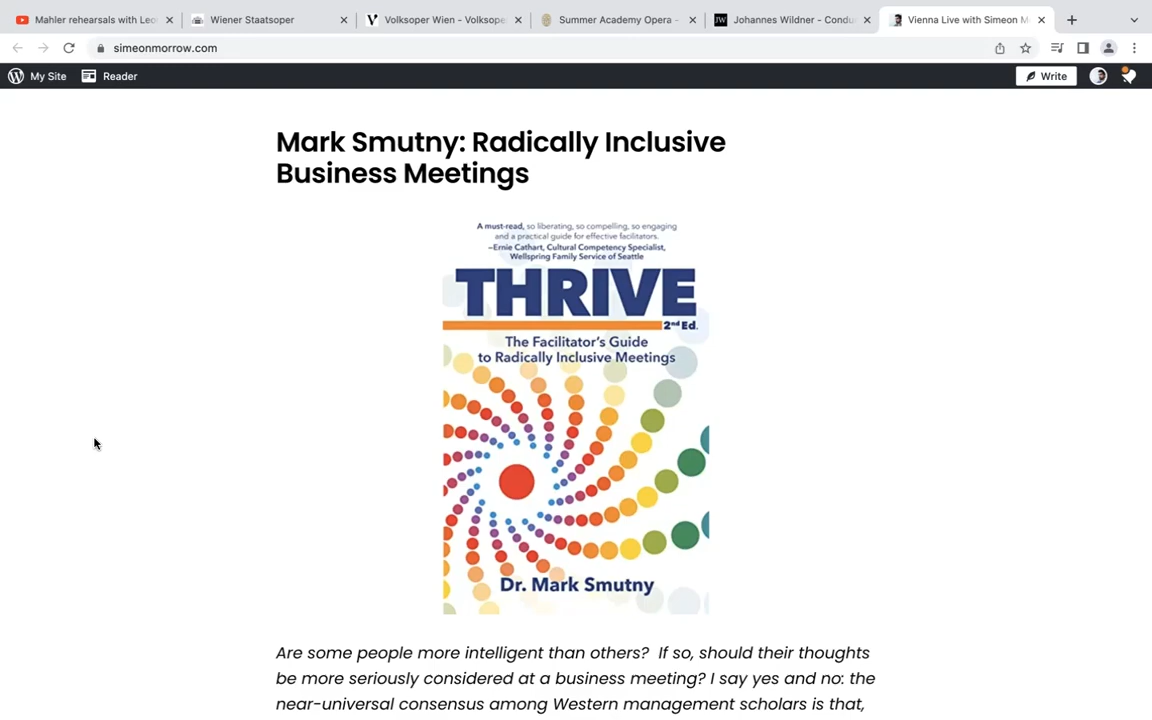 Mahler rehearsals with Leo
Wiener Staatsoper
Volksoper Wien - Volksope
Summer Academy Opera -
Johannes Wildner - Condu
Vienna Live with Simeon M
simeonmorrow.com
My Site
Reader
Write
Mark Smutny: Radically Inclusive
Business Meetings
A must-read, so liberating, so compelling, so engaging
and a practical guide for effective facilitators.
–Ernie Cathart, Cultural Competency Specialist,
Wellspring Family Service of Seattle
THRIVE
2nd Ed.
The Facilitator's Guide
to Radically Inclusive Meetings
Dr. Mark Smutny
Are some people more intelligent than others? If so, should their thoughts
be more seriously considered at a business meeting? I say yes and no: the
near-universal consensus among Western management scholars is that,